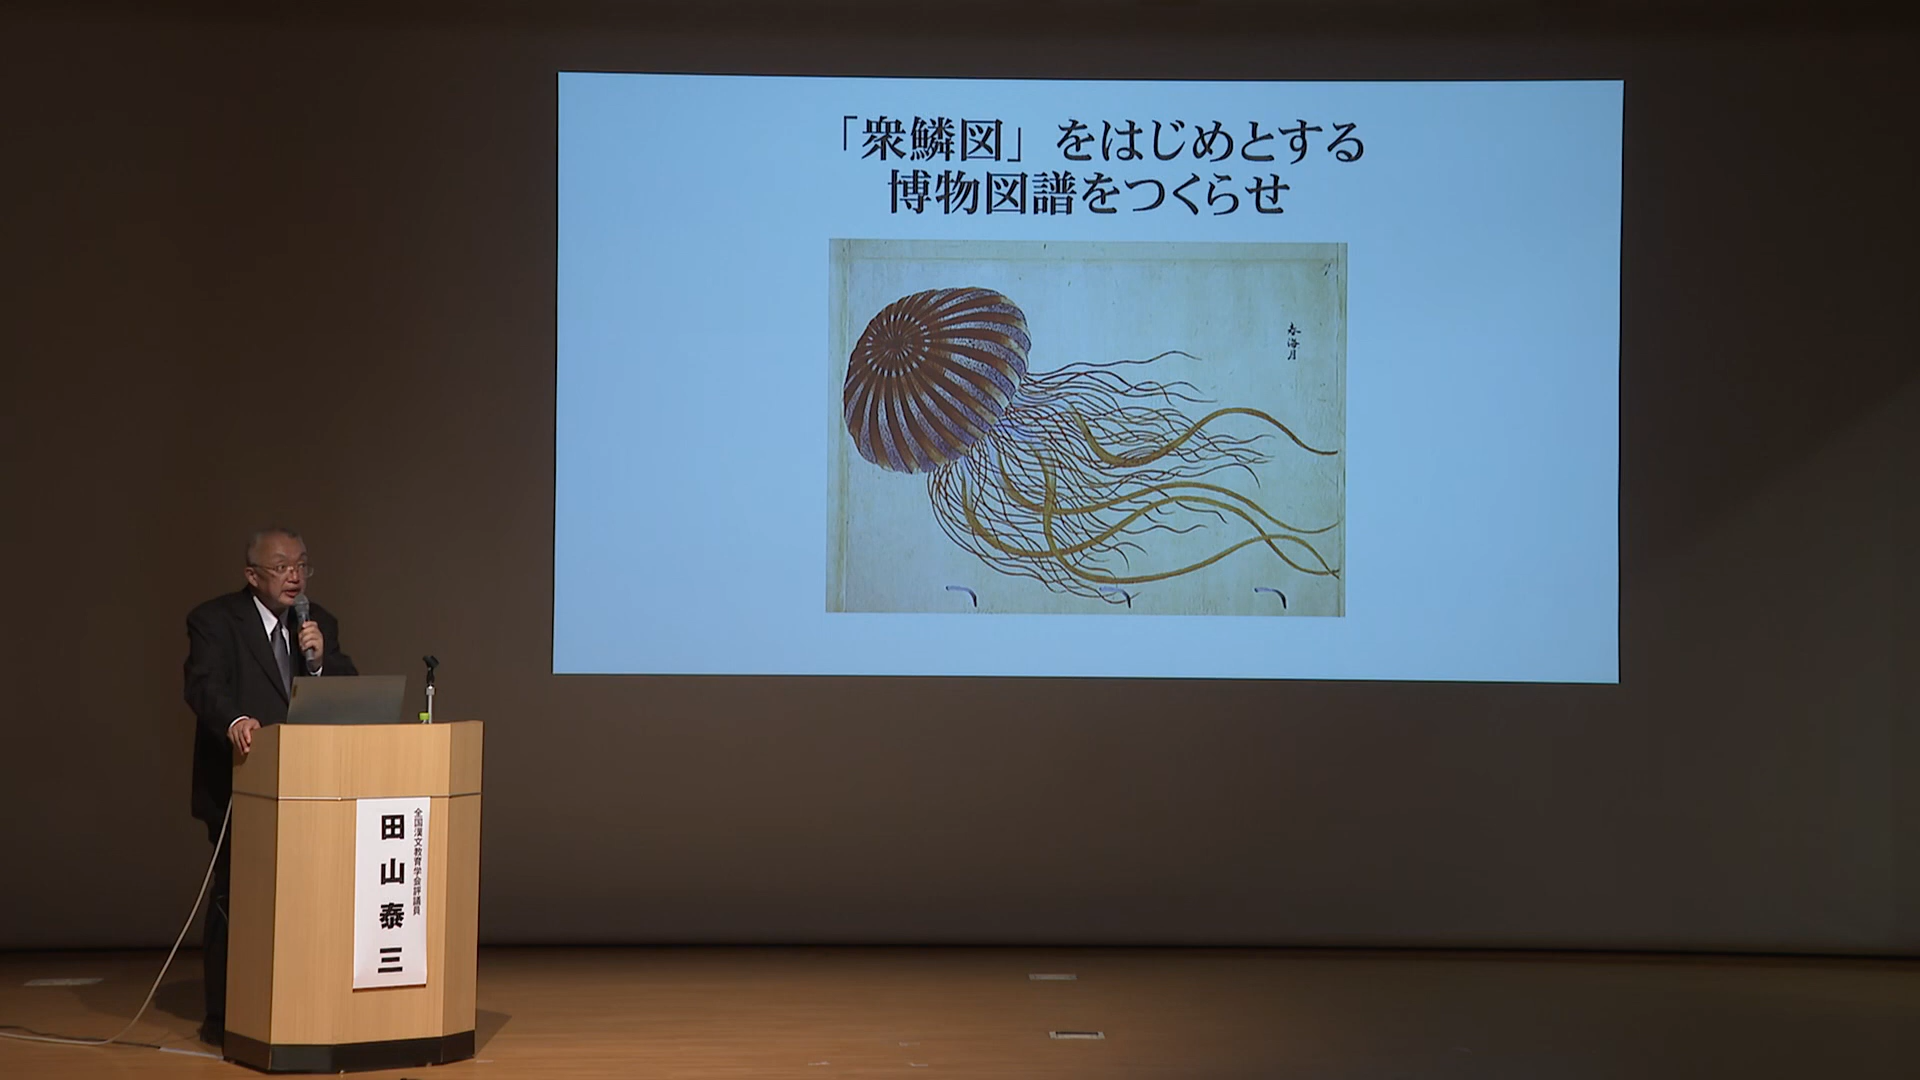 「衆鱗図」をはじめとする
博物図譜をつくらせ
春海月
全国漢文教育学会評議員
田山泰三